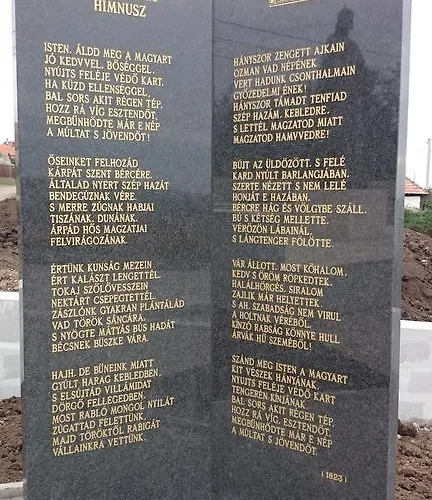 HIMNUSZ
ISTEN, ÁLDD MEG A MAGYART
JÓ KEDVVEL, BŐSÉGGEL,
NYÚJTS FELÉJE VÉDŐ KART,
HA KÜZD ELLENSÉGGEL,
BAL SORS AKIT RÉGEN TÉP,
HOZZ RÁ VÍG ESZTENDŐT,
MEGBŰNHŐDTE MÁR E NÉP
A MÚLTAT S JÖVENDŐT!
ŐSEINKET FELHOZÁD
KÁRPÁT SZENT BÉRCÉRE,
ÁLTALAD NYERT SZÉP HAZÁT
BENDEGÚZNAK VÉRE.
S MERRE ZÚGNAK HABJAI
TISZÁNAK, DUNÁNAK,
ÁRPÁD HŐS MAGZATJAI
FELVIRÁGOZÁNAK.
ÉRTÜNK KUNSÁG MEZEIN
ÉRT KALÁSZT LENGETTÉL,
TOKAJ SZŐLŐVESSZEIN
NEKTÁRT CSEPEGTETTÉL.
ZÁSZLÓNK GYAKRAN PLÁNTÁLÁD
VAD TÖRÖK SÁNCÁRA,
S NYÖGTE MÁTYÁS BÚS HADÁT
BÉCSNEK BÜSZKE VÁRA.
HAJH, DE BŰNEINK MIATT
GYÚLT HARAG KEBLEDBEN,
S ELSÚJTÁD VILLÁMIDAT
DÖRGŐ FELLEGEDBEN,
MOST RABLÓ MONGOL NYILÁT
ZÚGATTAD FELETTÜNK,
MAJD TÖRÖKTŐL RABIGÁT
VÁLLAINKRA VETTÜNK.
HÁNYSZOR ZENGETT AJKAIN
OZMAN VAD NÉPÉNEK
VERT HADUNK CSONTHALMAIN
GYŐZEDELMI ÉNEK!
HÁNYSZOR TÁMADT TENFIAD
SZÉP HAZÁM, KEBLEDRE,
S LETTÉL MAGZATOD MIATT
MAGZATOD HAMVVEDRE!
BÚJT AZ ÜLDÖZÖTT, S FELÉ
KARD NYÚLT BARLANGJÁBAN,
SZERTE NÉZETT S NEM LELÉ
HONJÁT E HAZÁBAN,
BÉRCRE HÁG ÉS VÖLGYBE SZÁLL,
BÚ S KÉTSÉG MELLETTE,
VÉRÖZÖN LÁBAINÁL,
S LÁNGTENGER FÖLÖTTE.
VÁR ÁLLOTT, MOST KŐHALOM,
KEDV S ÖRÖM RÖPKEDTEK,
HALÁLHÖRGÉS, SIRALOM
ZAJLIK MÁR HELYETTEK.
S AH, SZABADSÁG NEM VIRUL
A HOLTNAK VÉRÉBŐL,
KÍNZÓ RABSÁG KÖNNYE HULL
ÁRVÁK HŰ SZEMÉBŐL!
SZÁND MEG ISTEN A MAGYART
KIT VÉSZEK HÁNYÁNAK,
NYÚJTS FELÉJE VÉDŐ KART
TENGERÉN KÍNJÁNAK.
BAL SORS AKIT RÉGEN TÉP,
HOZZ RÁ VÍG ESZTENDŐT,
MEGBŰNHŐDTE MÁR E NÉP
A MÚLTAT S JÖVENDŐT.
(1823)